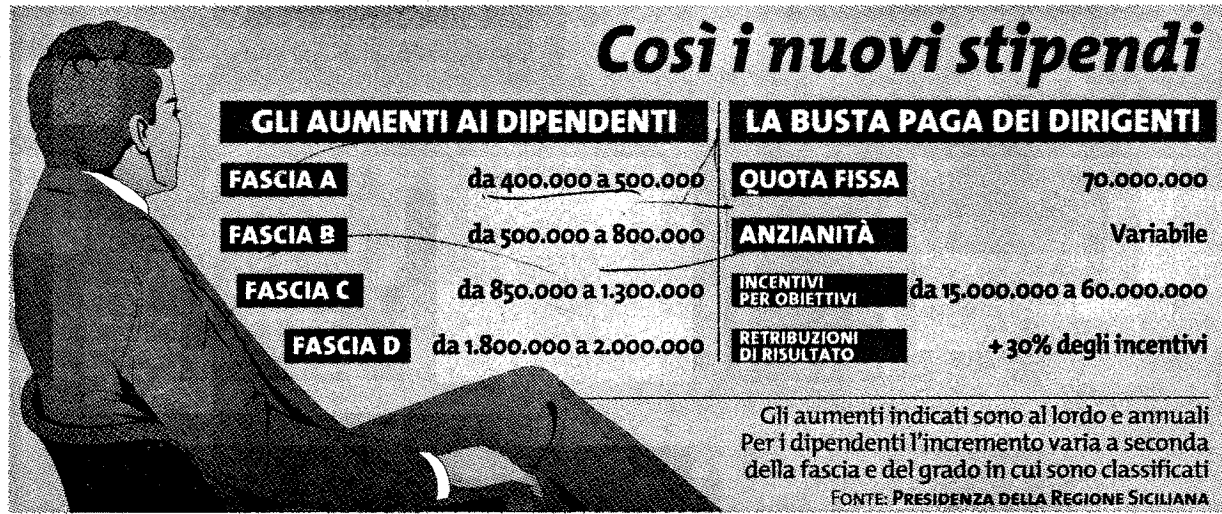 Così i nuovi stipendi
GLI AUMENTI AI DIPENDENTI
FASCIA A da 400.000 a 500.000
FASCIA B da 500.000 a 800.000
FASCIA C da 850.000 a 1.300.000
FASCIA D da 1.800.000 a 2.000.000
LA BUSTA PAGA DEI DIRIGENTI
QUOTA FISSA 70.000.000
ANZIANITÀ Variabile
INCENTIVI
PER OBIETTIVI da 15.000.000 a 60.000.000
RETRIBUZIONI
DI RISULTATO + 30% degli incentivi
Gli aumenti indicati sono al lordo e annuali
Per i dipendenti l'incremento varia a seconda
della fascia e del grado in cui sono classificati
FONTE: PRESIDENZA DELLA REGIONE SICILIANA